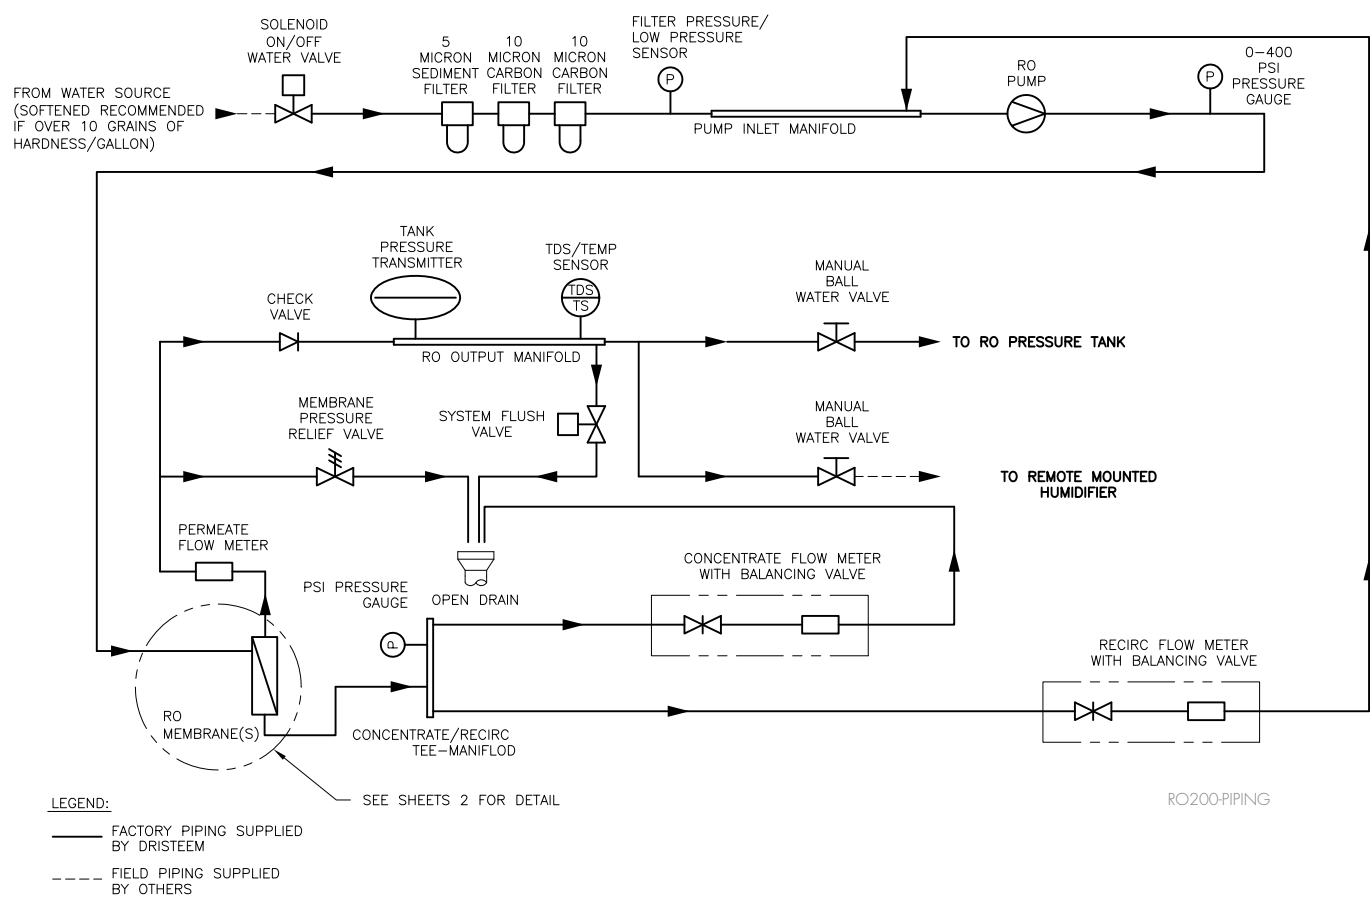 SOLENOID
ON/OFF
WATER VALVE
5
MICRON
SEDIMENT
FILTER
10
MICRON
CARBON
FILTER
10
MICRON
CARBON
FILTER
FILTER PRESSURE/
LOW PRESSURE
SENSOR
P
RO
PUMP
0-400
PSI
PRESSURE
GAUGE
P
FROM WATER SOURCE
(SOFTENED RECOMMENDED
IF OVER 10 GRAINS OF
HARDNESS/GALLON)
PUMP INLET MANIFOLD
TANK
PRESSURE
TRANSMITTER
TDS/TEMP
SENSOR
TDS
TS
MANUAL
BALL
WATER VALVE
CHECK
VALVE
RO OUTPUT MANIFOLD
TO RO PRESSURE TANK
MEMBRANE
PRESSURE
RELIEF VALVE
SYSTEM FLUSH
VALVE
MANUAL
BALL
WATER VALVE
TO REMOTE MOUNTED
HUMIDIFIER
PERMEATE
FLOW METER
PSI PRESSURE
GAUGE
P
OPEN DRAIN
CONCENTRATE FLOW METER
WITH BALANCING VALVE
RECIRC FLOW METER
WITH BALANCING VALVE
RO
MEMBRANE(S)
CONCENTRATE/RECIRC
TEE-MANIFLOD
SEE SHEETS 2 FOR DETAIL
RO200-PIPING
LEGEND:
FACTORY PIPING SUPPLIED
BY DRISTEEM
FIELD PIPING SUPPLIED
BY OTHERS